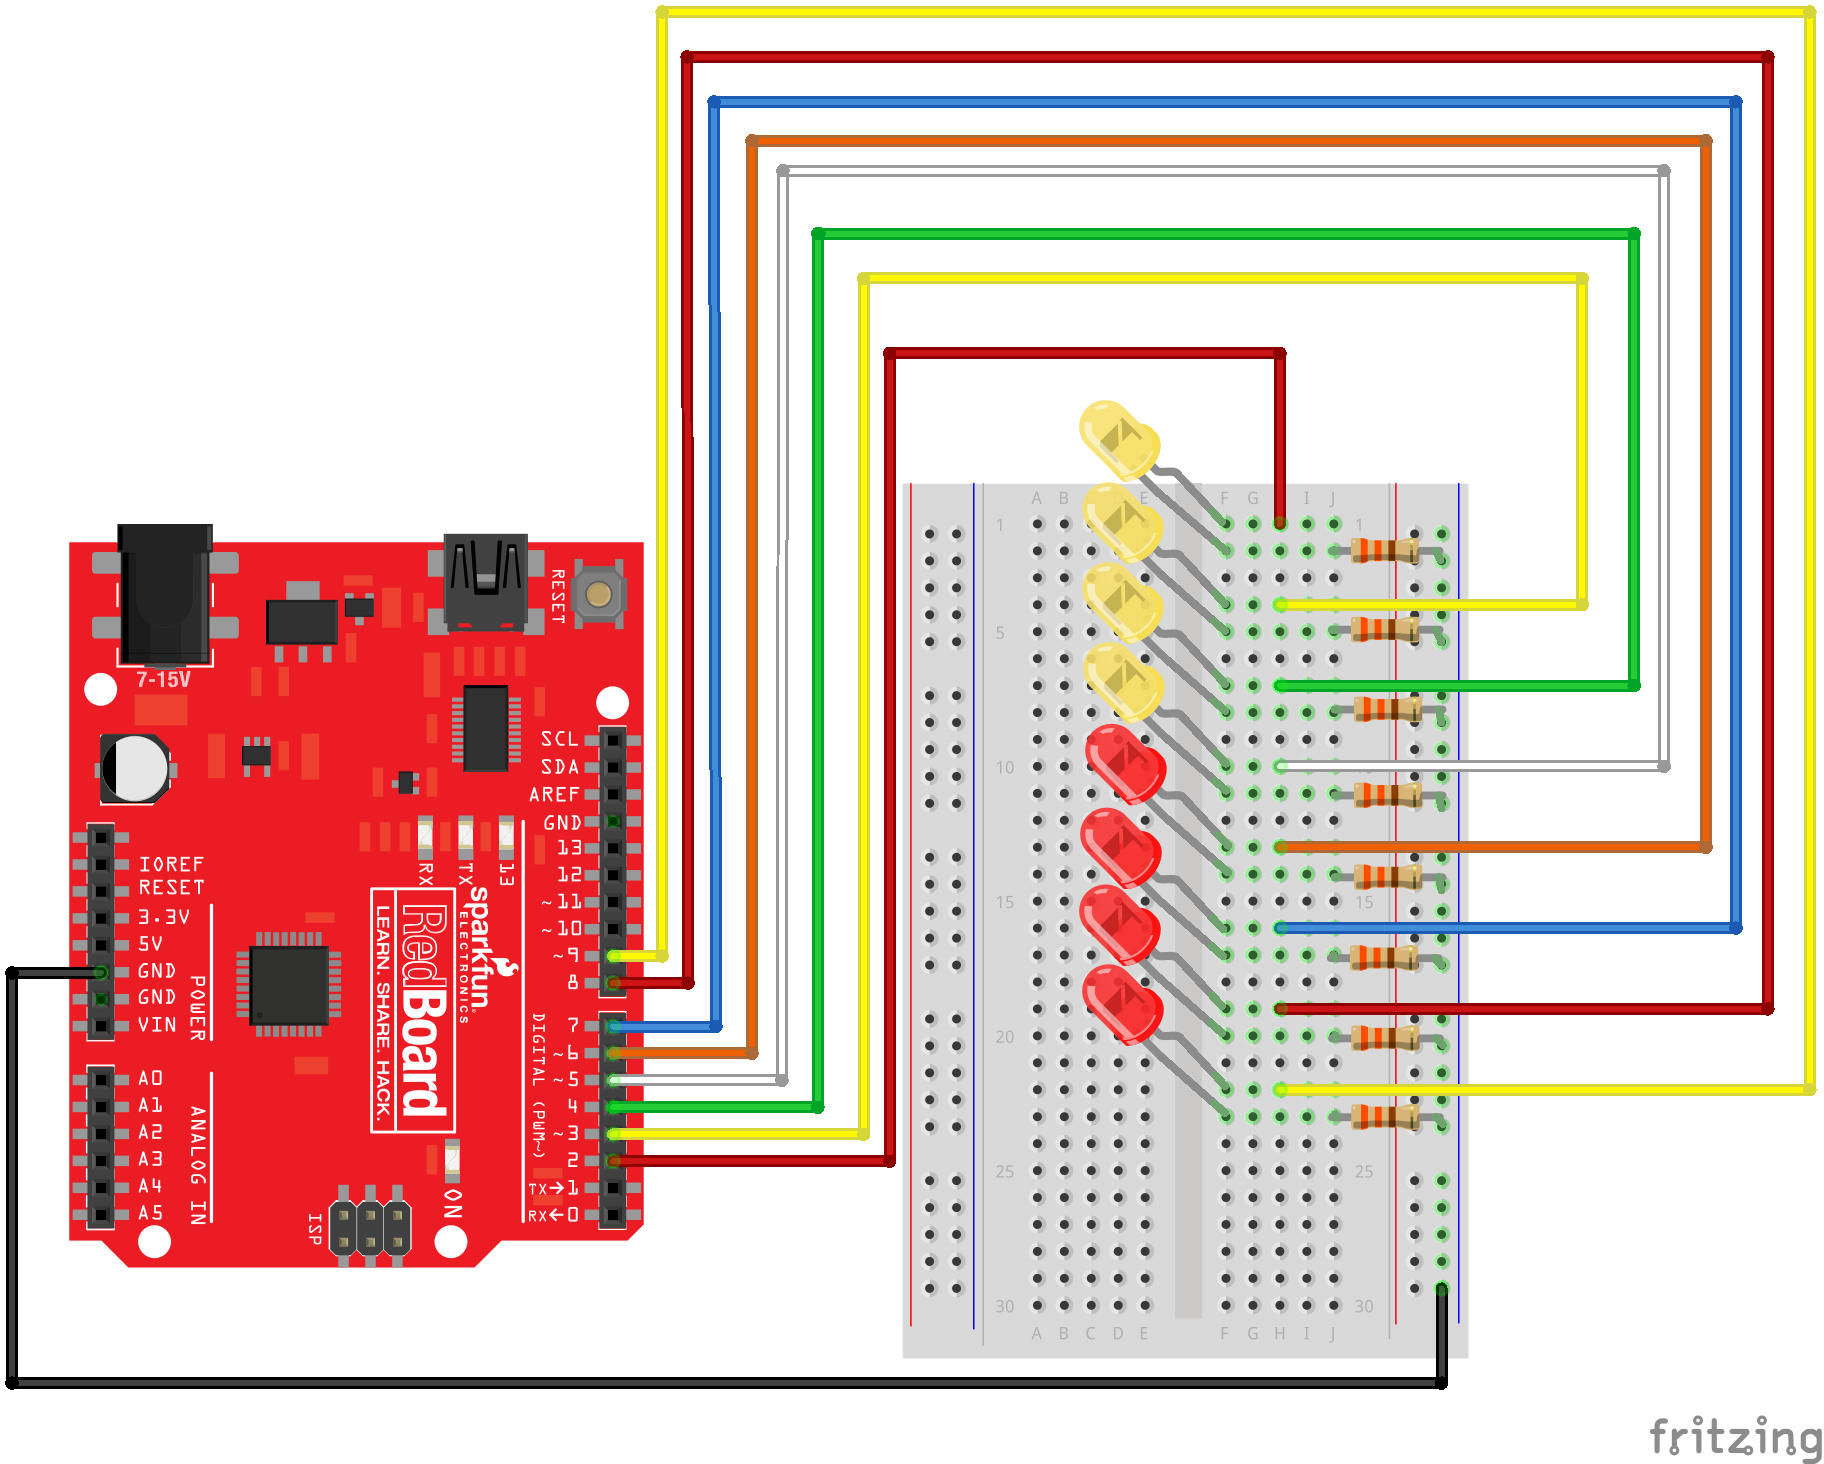 7-15V
RESET
SCL
SDA
AREF
GND
13
12
~11
~10
~9
8
7
~6
~5
4
~3
2
TX→1
RX←0
DIGITAL (PWM~)
IOREF
RESET
3.3V
5V
GND
GND
VIN
POWER
A0
A1
A2
A3
A4
A5
ANALOG IN
RX
TX
13
sparkfun
ELECTRONICS
RedBoard
LEARN. SHARE. HACK.
ON
ISP
A B E F G I J
1 1
5
10
15 15
20
25 25
30 30
A B C D E F G H I J
fritzing